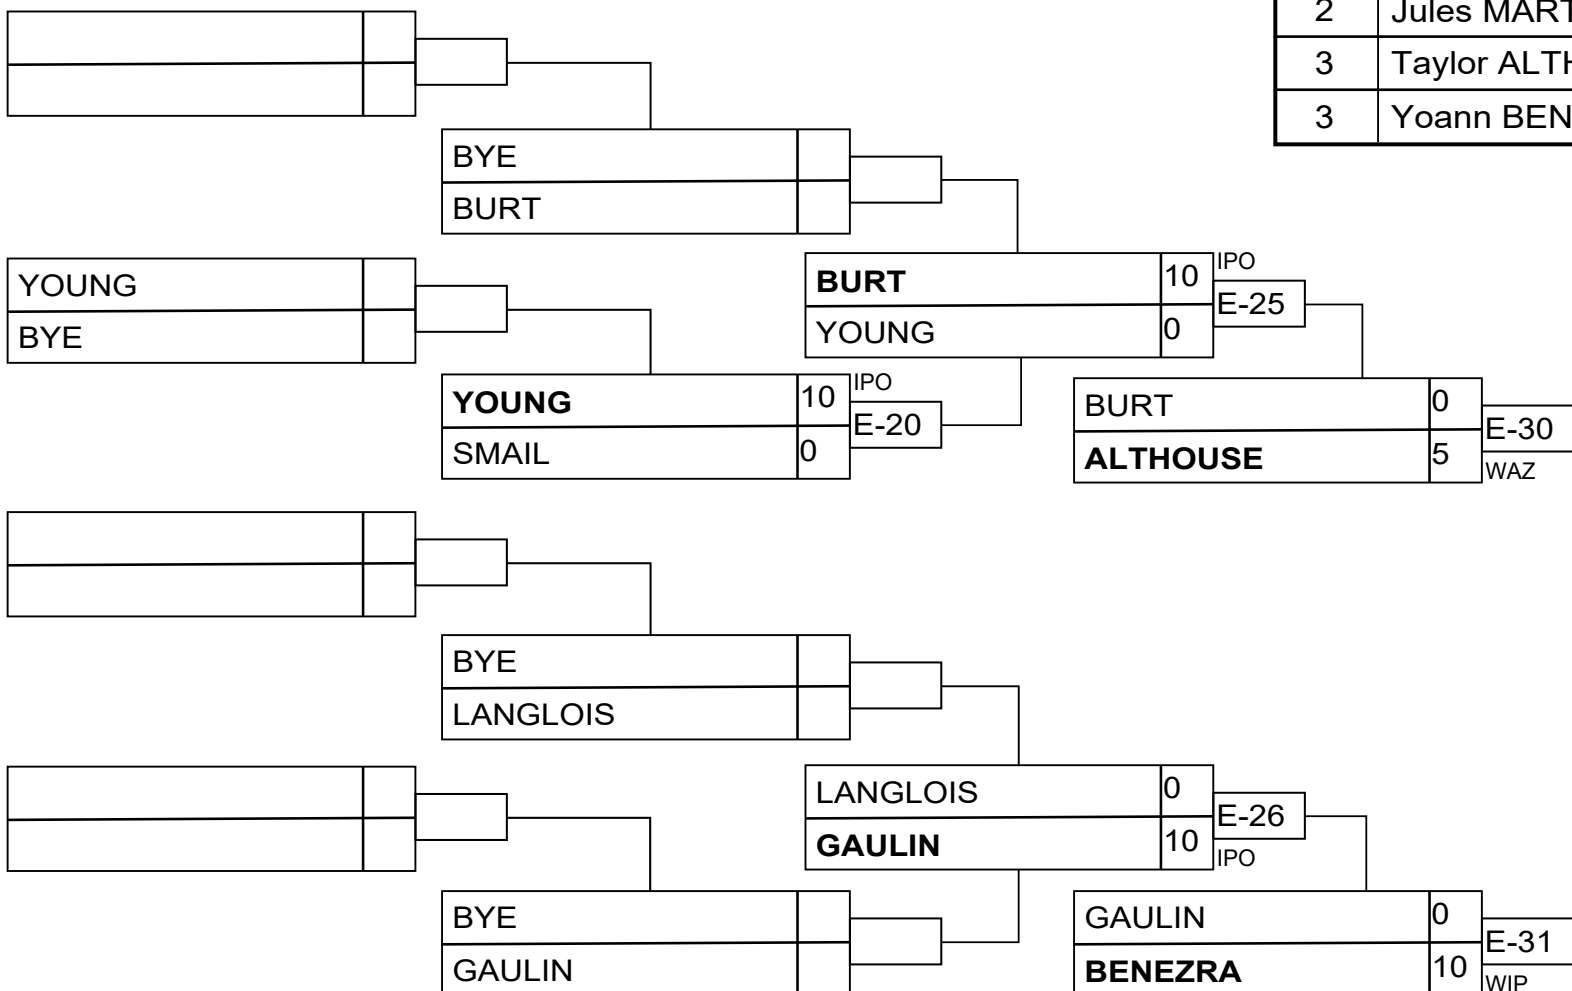 2 Jules MART
3 Taylor ALTH
3 Yoann BEN
BYE
BURT
YOUNG
BYE
BURT 10 IPO
E-25
YOUNG 0
YOUNG 10 IPO
E-20
SMAIL 0
BURT 0
E-30
ALTHOUSE 5
WAZ
BYE
LANGLOIS
LANGLOIS 0
E-26
GAULIN 10
IPO
BYE
GAULIN
GAULIN 0
E-31
BENEZRA 10
WIP